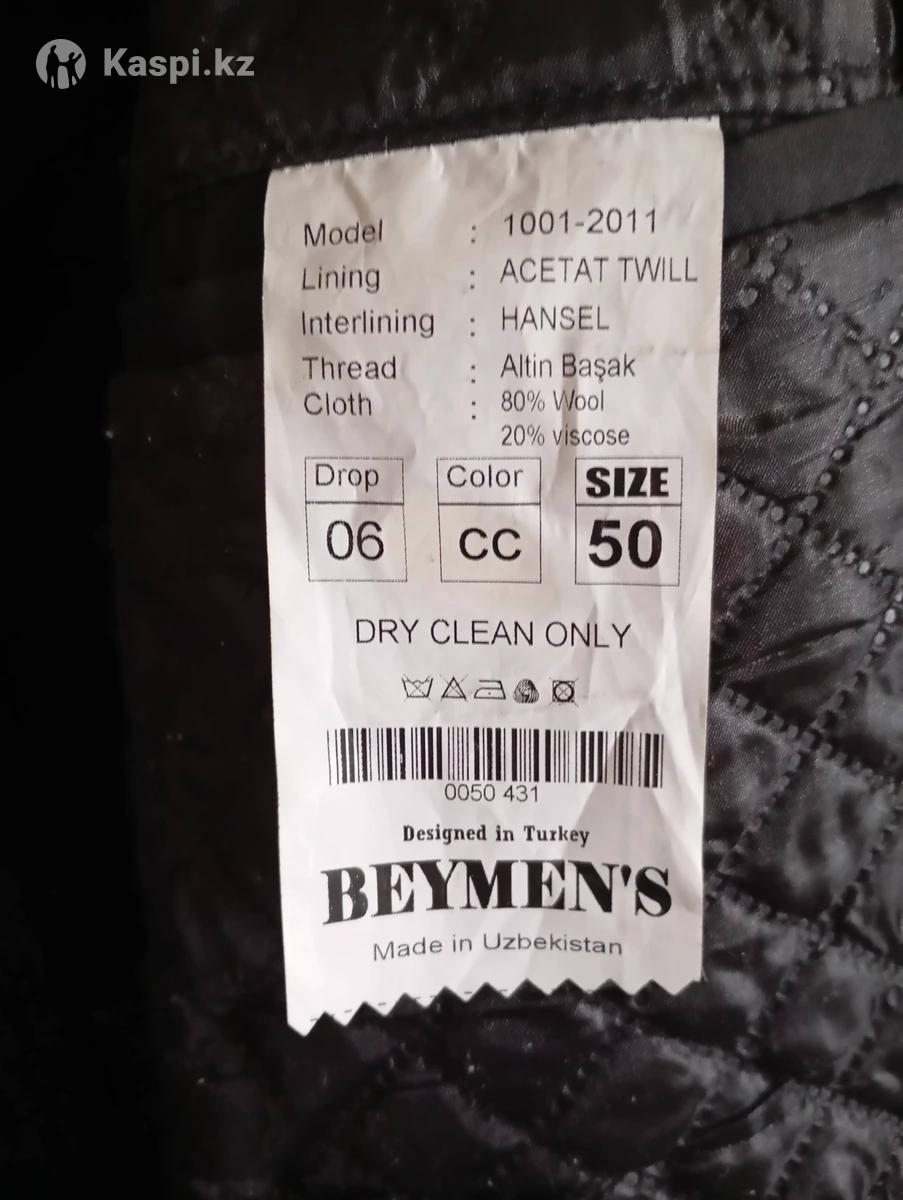 Kaspi.kz
Model : 1001-2011
Lining : ACETAT TWILL
Interlining : HANSEL
Thread : Altin Başak
Cloth : 80% Wool
20% viscose
Drop Color SIZE
06 CC 50
DRY CLEAN ONLY
0050 431
Designed in Turkey
BEYMEN'S
Made in Uzbekistan